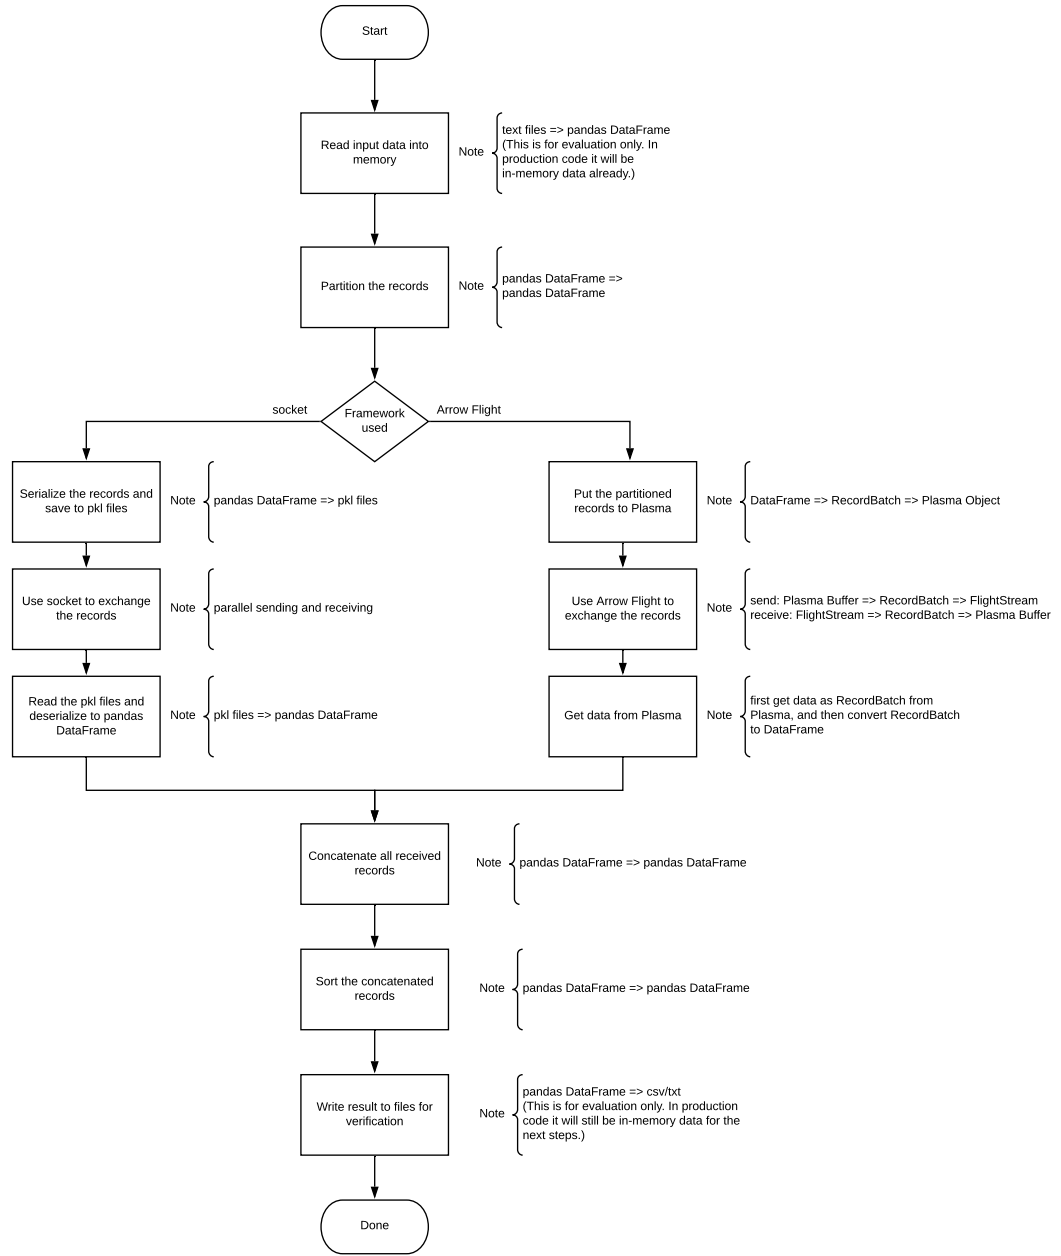 Start
Read input data into
memory
Note
text files => pandas DataFrame
(This is for evaluation only. In
production code it will be
in-memory data already.)
Partition the records
Note
pandas DataFrame =>
pandas DataFrame
socket
Framework
used
Arrow Flight
Serialize the records and
save to pkl files
Note
pandas DataFrame => pkl files
Put the partitioned
records to Plasma
Note
DataFrame => RecordBatch => Plasma Object
Use socket to exchange
the records
Note
parallel sending and receiving
Use Arrow Flight to
exchange the records
Note
send: Plasma Buffer => RecordBatch => FlightStream
receive: FlightStream => RecordBatch => Plasma Buffer
Read the pkl files and
deserialize to pandas
DataFrame
Note
pkl files => pandas DataFrame
Get data from Plasma
Note
first get data as RecordBatch from
Plasma, and then convert RecordBatch
to DataFrame
Concatenate all received
records
Note
pandas DataFrame => pandas DataFrame
Sort the concatenated
records
Note
pandas DataFrame => pandas DataFrame
Write result to files for
verification
Note
pandas DataFrame => csv/txt
(This is for evaluation only. In production
code it will still be in-memory data for the
next steps.)
Done